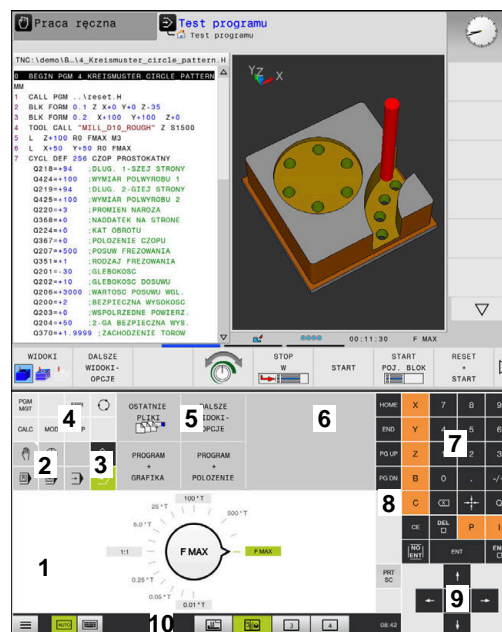 Praca ręczna
Test programu
Test programu
TNC:\demo\B…\4_Kreismuster_circle_pattern.H
0 BEGIN PGM 4_KREISMUSTER_CIRCLE_PATTERN
MM
1 CALL PGM ..\reset.H
2 BLK FORM 0.1 Z X+0 Y+0 Z-35
3 BLK FORM 0.2 X+100 Y+100 Z+0
4 TOOL CALL "MILL_D10_ROUGH" Z S1500
5 L Z+100 R0 FMAX M3
6 L X+50 Y+50 R0 FMAX
7 CYCL DEF 256 CZOP PROSTOKATNY
Q218=+94 ;DLUG. 1-SZEJ STRONY
Q424=+100 ;WYMIAR POLWYROBU 1
Q219=+94 ;DLUG. 2-GIEJ STRONY
Q425=+100 ;WYMIAR POLWYROBU 2
Q220=+3 ;PROMIEN NAROZA
Q368=+0 ;NADDATEK NA STRONE
Q224=+0 ;KAT OBROTU
Q367=+0 ;POLOZENIE CZOPU
Q207=+500 ;POSUW FREZOWANIA
Q351=+1 ;RODZAJ FREZOWANIA
Q201=-30 ;GLEBOKOSC
Q202=+10 ;GLEBOKOSC DOSUWU
Q206=+3000 ;WARTOSC POSUWU WGL.
Q200=+2 ;BEZPIECZNA WYSOKOSC
Q203=+0 ;WSPOLRZEDNE POWIERZ.
Q204=+50 ;2-GA BEZPIECZNA WYS.
Q370=+1.9999 ;ZACHODZENIE TOROW
Y Z X
00:11:30 F MAX
WIDOKI
DALSZE
WIDOKI-
OPCJE
STOP
W
START
START
POJ. BLOK
RESET
+
START
PGM
MGT
4
CALC MOD
2 3
OSTATNIE
PLIKI
5
DALSZE
WIDOKI-
OPCJE
6
PROGRAM
+
GRAFIKA
PROGRAM
+
POLOZENIE
HOME X 7 8 9
END Y 4 5 6
7
PG UP Z 1 2 3
PG DN B 0 . -/+
8
C Q
CE DEL P I
NO
ENT
ENT
PRT
SC
9
1
100 °T
25 °T
500 °T
5.0 °T
1:1
F MAX
F MAX
0.25 °T
0.05 °T
0.01 °T
AUTO
10
3
4
08:42